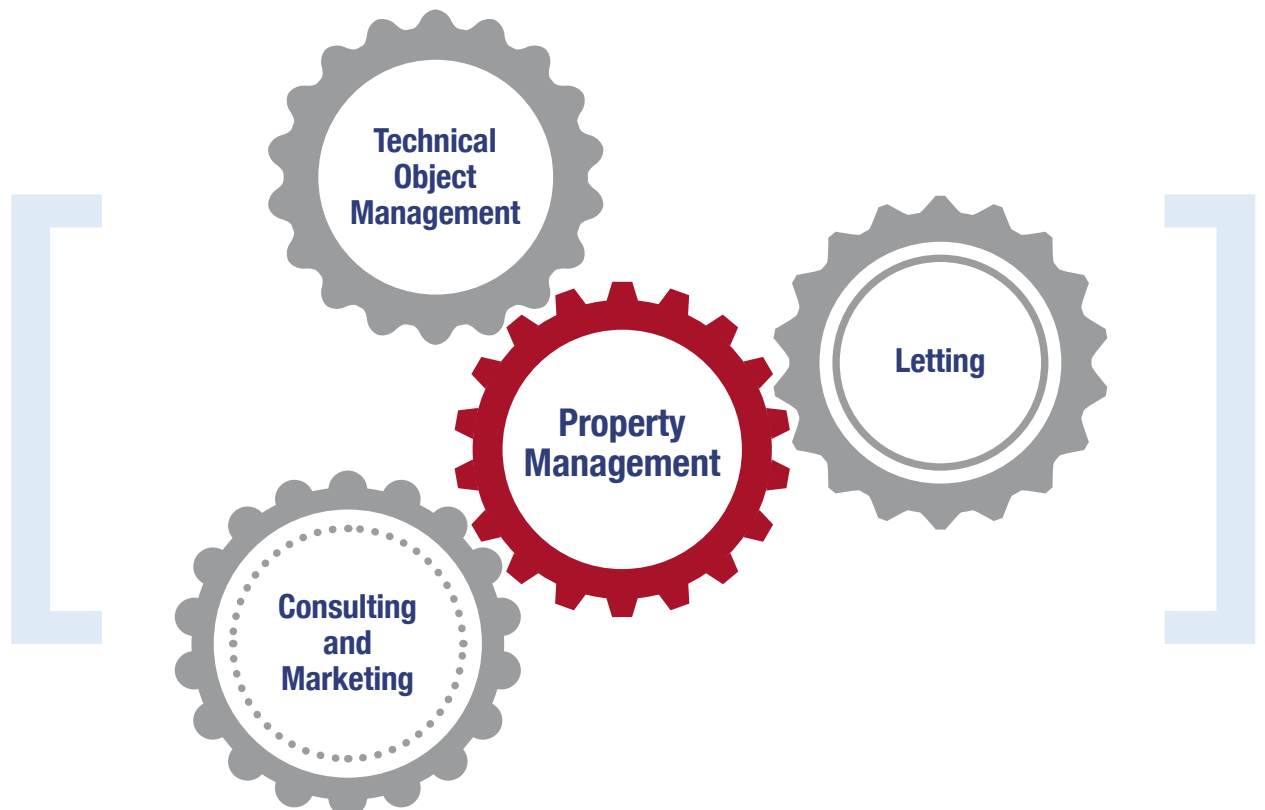 Technical
Object
Management
Letting
Property
Management
Consulting
and
Marketing